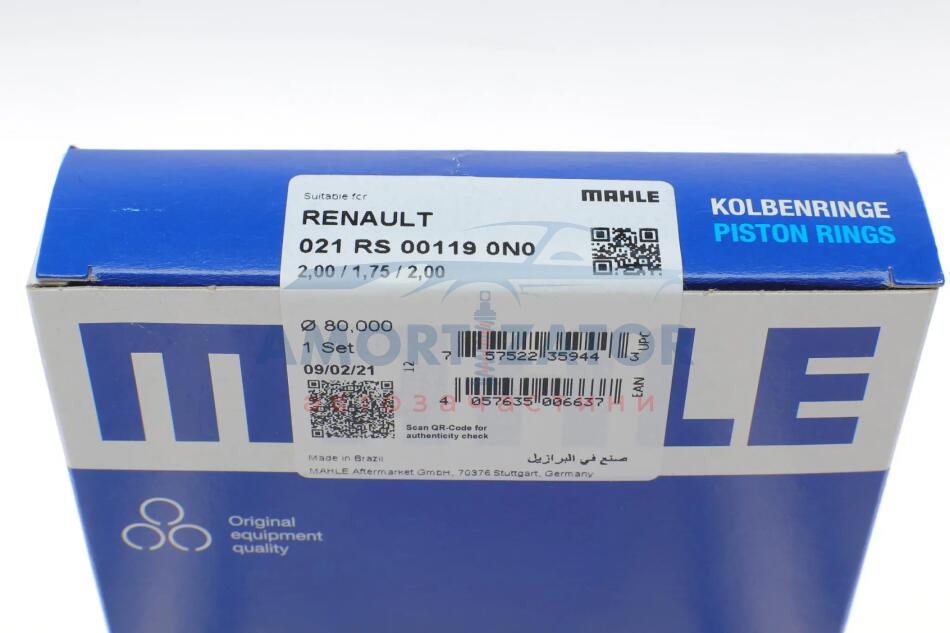 Suitable for
RENAULT
021 RS 00119 0N0
2,00 / 1,75 / 2,00
MAHLE
KOLBENRINGE
PISTON RINGS
Ø 80,000
1 Set
09/02/21
12
7 57522 35944 3
UPC
4 057635 006637
EAN
Scan QR-Code for
authenticity check
Made in Brazil
صنع في البرازيل
MAHLE Aftermarket GmbH, 70376 Stuttgart, Germany
AMORTIZATOR
автозапчастини
Original
equipment
quality